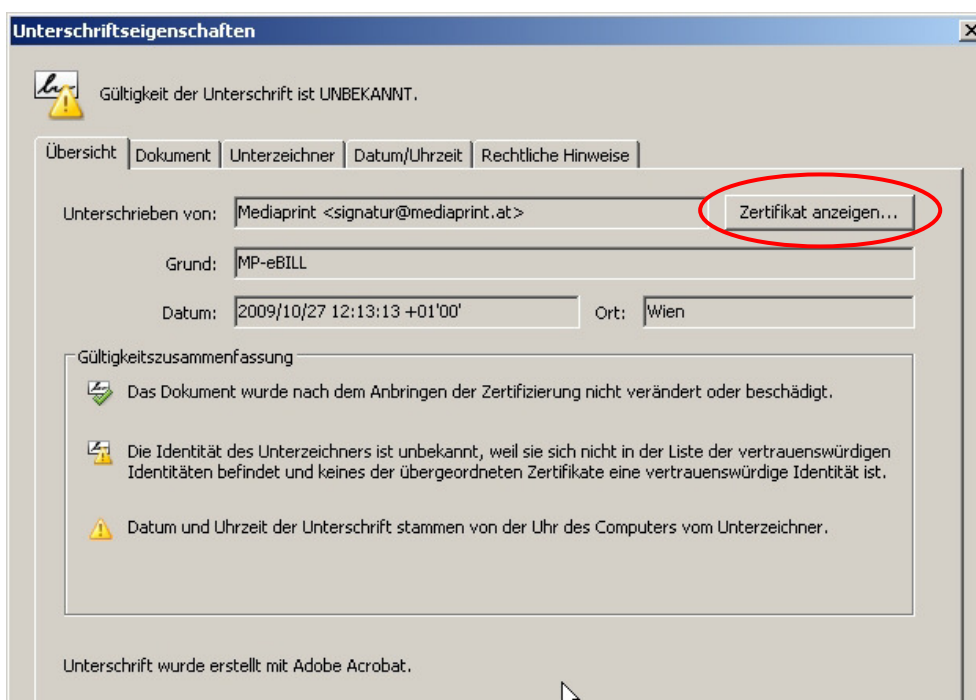 Unterschriftseigenschaften
Gültigkeit der Unterschrift ist UNBEKANNT.
Übersicht Dokument Unterzeichner Datum/Uhrzeit Rechtliche Hinweise
Unterschrieben von: Mediaprint <signatur@mediaprint.at> Zertifikat anzeigen...
Grund: MP-eBILL
Datum: 2009/10/27 12:13:13 +01'00' Ort: Wien
Gültigkeitszusammenfassung
Das Dokument wurde nach dem Anbringen der Zertifizierung nicht verändert oder beschädigt.
Die Identität des Unterzeichners ist unbekannt, weil sie sich nicht in der Liste der vertrauenswürdigen
Identitäten befindet und keines der übergeordneten Zertifikate eine vertrauenswürdige Identität ist.
Datum und Uhrzeit der Unterschrift stammen von der Uhr des Computers vom Unterzeichner.
Unterschrift wurde erstellt mit Adobe Acrobat.